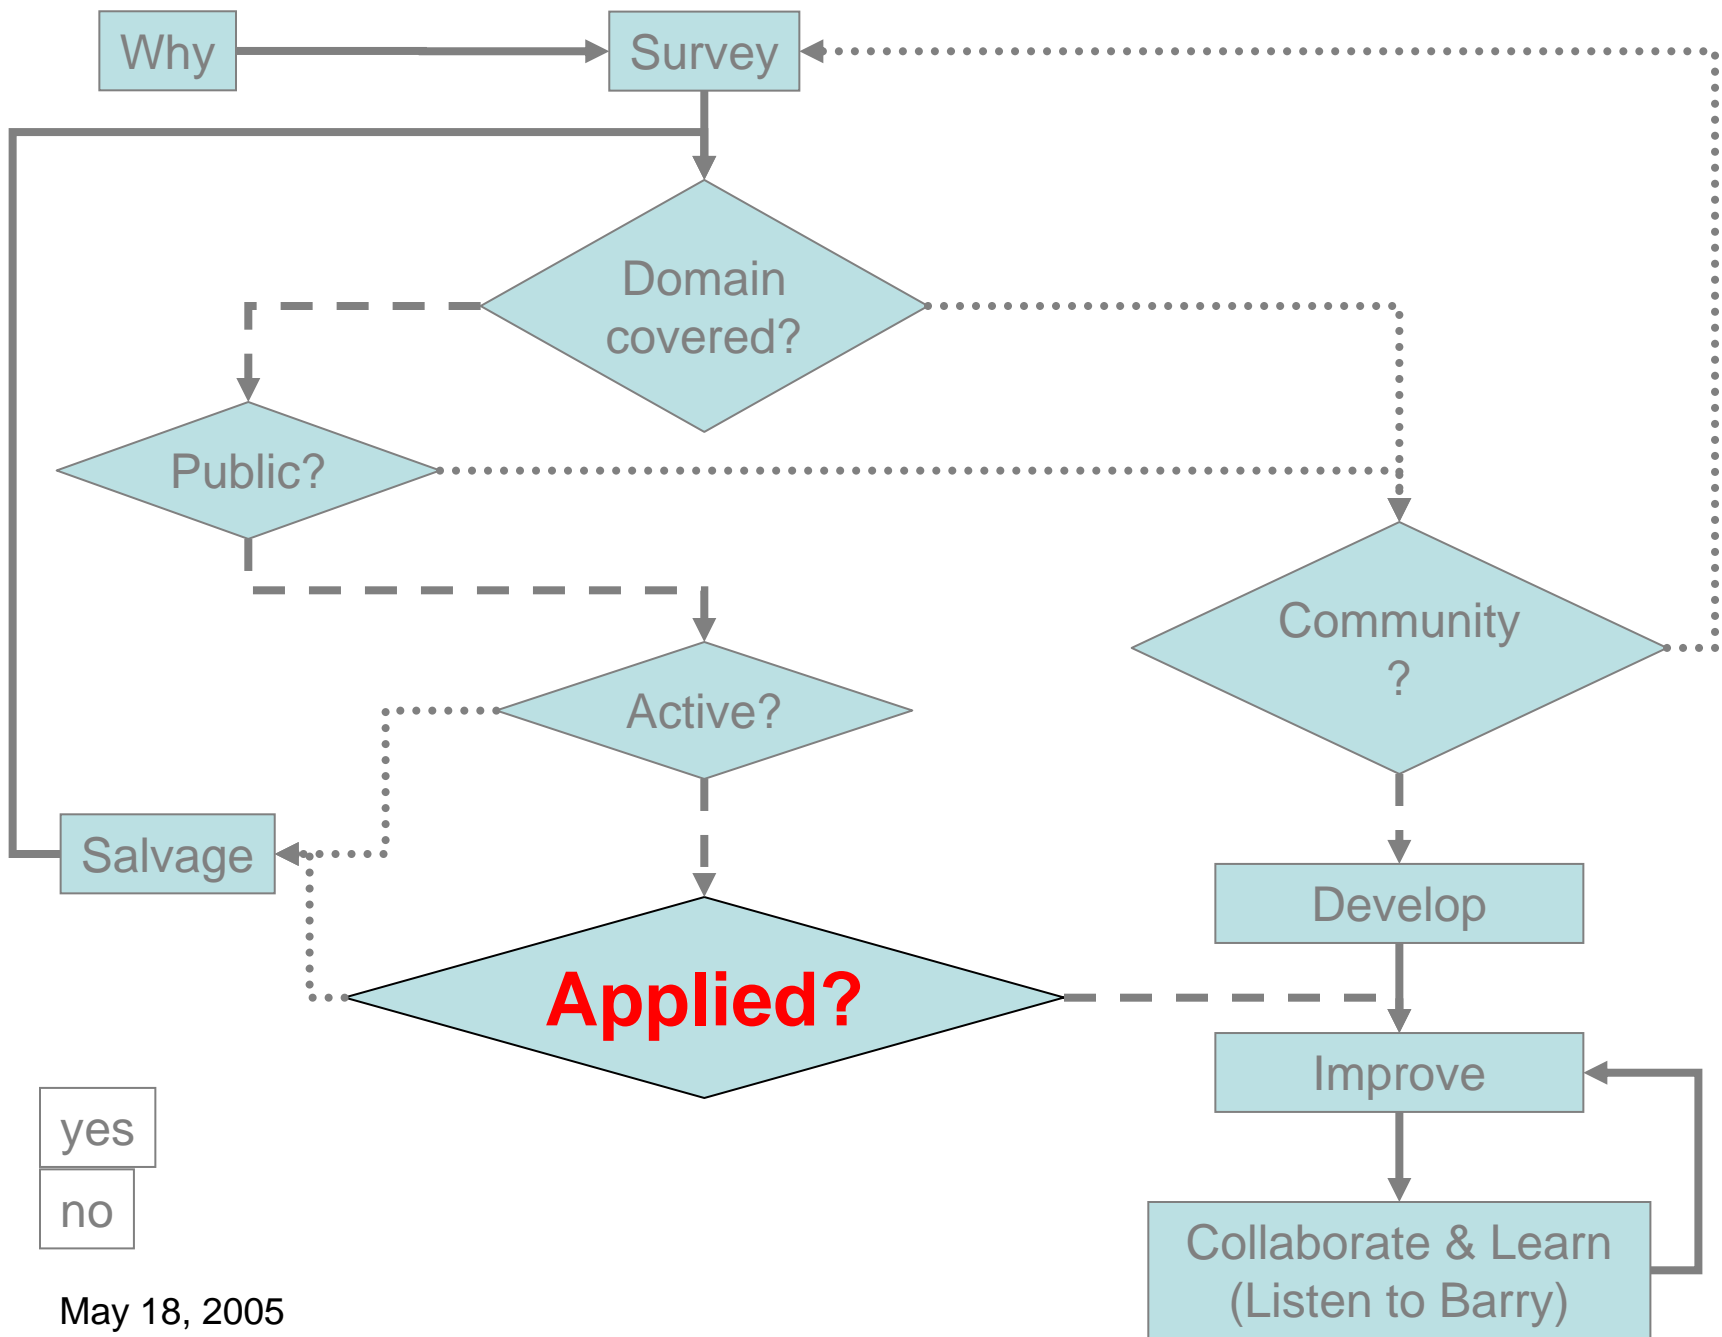 Why
Survey
Domain
covered?
Public?
Community
?
Active?
Salvage
Develop
Applied?
Improve
yes
no
Collaborate & Learn
(Listen to Barry)
May 18, 2005